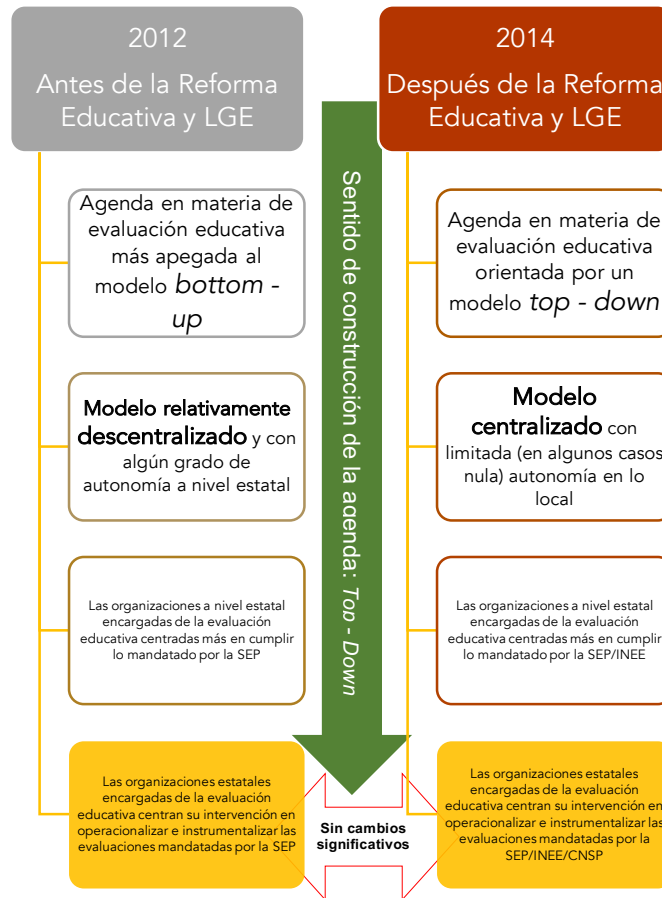 2012
Antes de la Reforma
Educativa y LGE
Agenda en materia de
evaluación educativa
más apegada al
modelo bottom -
up
Modelo relativamente
descentralizado y con
algún grado de
autonomía a nivel estatal
Las organizaciones a nivel estatal
encargadas de la evaluación
educativa centradas más en cumplir
lo mandatado por la SEP
Las organizaciones estatales
encargadas de la evaluación
educativa centran su intervención en
operacionalizar e instrumentalizar las
evaluaciones mandatadas por la SEP
Sentido de construcción de la agenda: Top - Down
Sin cambios
significativos
2014
Después de la Reforma
Educativa y LGE
Agenda en materia de
evaluación educativa
orientada por un
modelo top - down
Modelo
centralizado con
limitada (en algunos casos
nula) autonomía en lo
local
Las organizaciones a nivel estatal
encargadas de la evaluación
educativa centradas más en cumplir
lo mandatado por la SEP/INEE
Las organizaciones estatales
encargadas de la evaluación
educativa centran su intervención en
operacionalizar e instrumentalizar las
evaluaciones mandatadas por la
SEP/INEE/CNSP